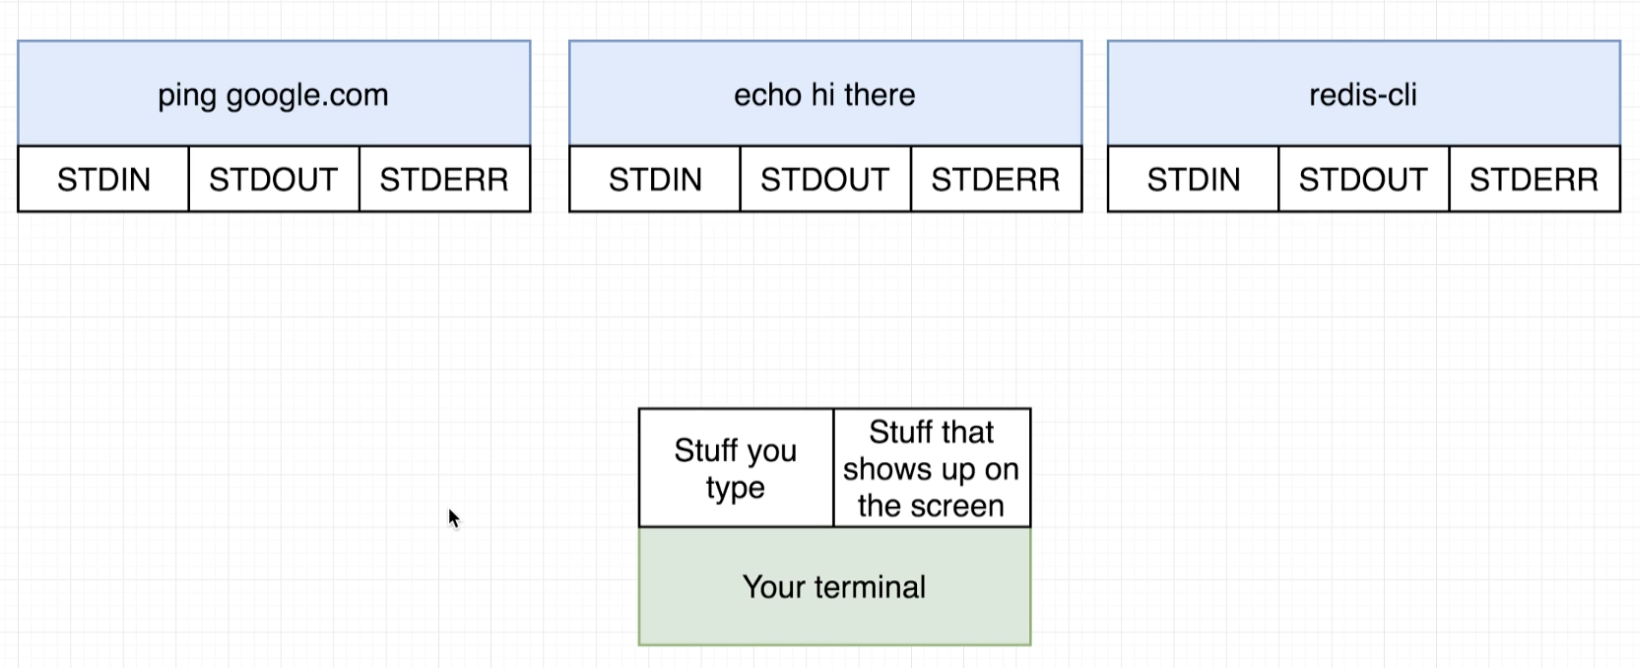 ping google.com
STDIN STDOUT STDERR
echo hi there
STDIN STDOUT STDERR
redis-cli
STDIN STDOUT STDERR
Stuff you
type
Stuff that
shows up on
the screen
Your terminal